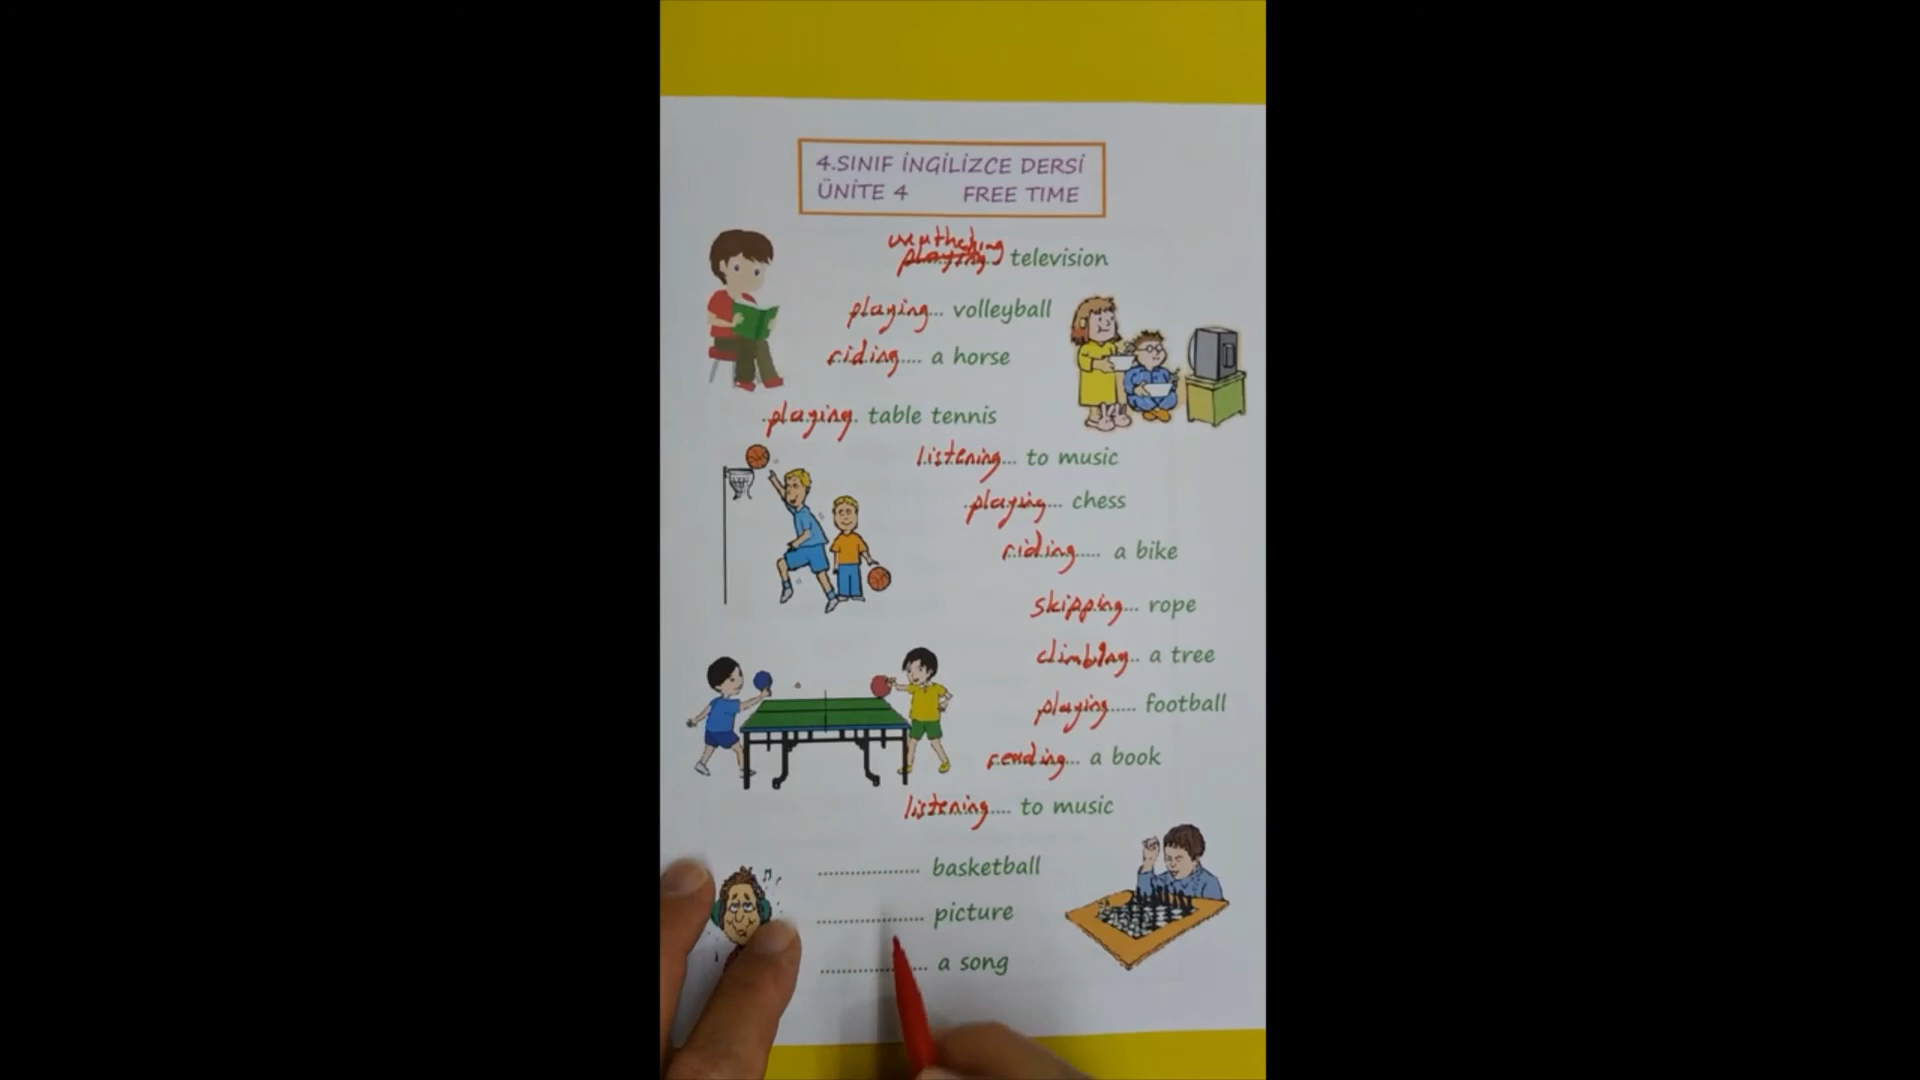 4.SINIF İNGİLİZCE DERSİ
ÜNİTE 4 FREE TIME
playing television
playing... volleyball
riding.... a horse
playing. table tennis
listening... to music
playing... chess
riding..... a bike
skipping... rope
climbing.. a tree
playing..... football
reading... a book
listening.... to music
.................. basketball
.................. picture
.................. a song